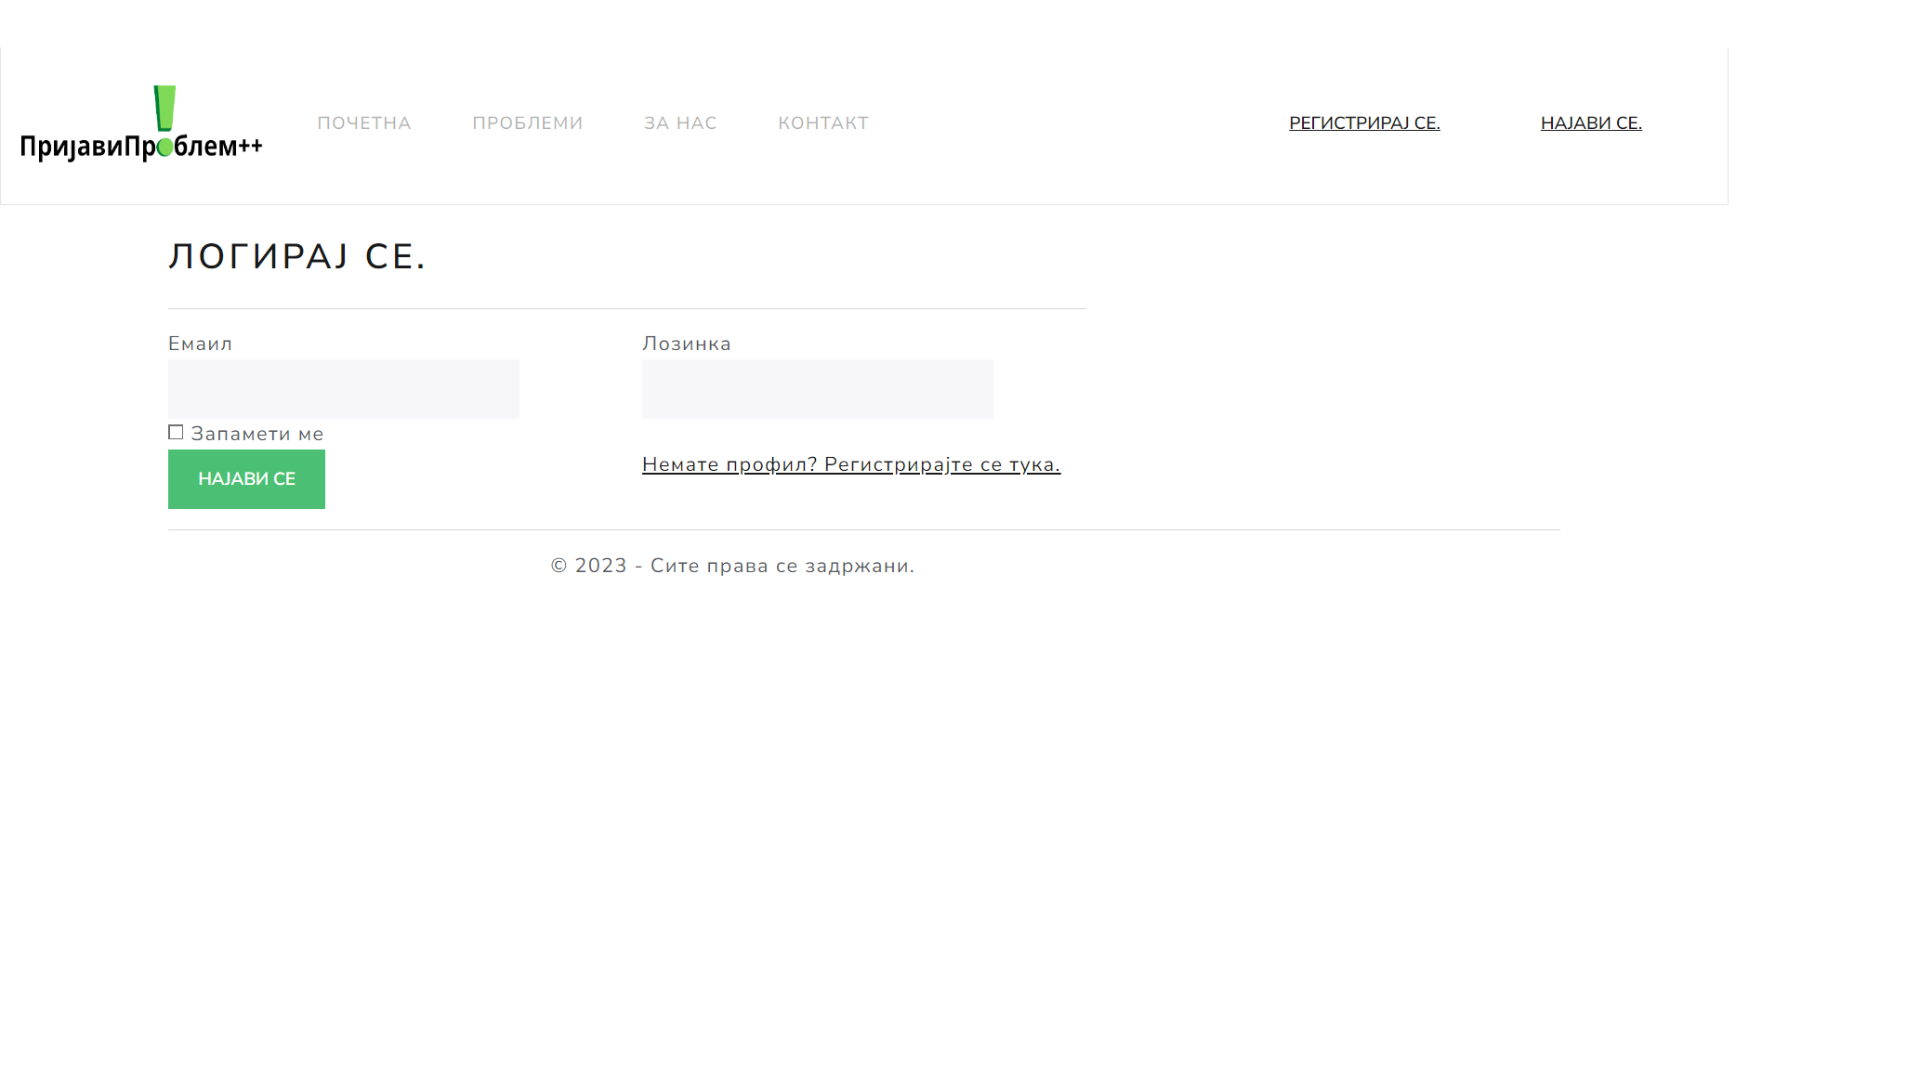 ПријавиПроблем++
ПОЧЕТНА
ПРОБЛЕМИ
ЗА НАС
КОНТАКТ
РЕГИСТРИРАЈ СЕ.
НАЈАВИ СЕ.
ЛОГИРАЈ СЕ.
Емаил
Лозинка
Запамети ме
Немате профил? Регистрирајте се тука.
НАЈАВИ СЕ
© 2023 - Сите права се задржани.